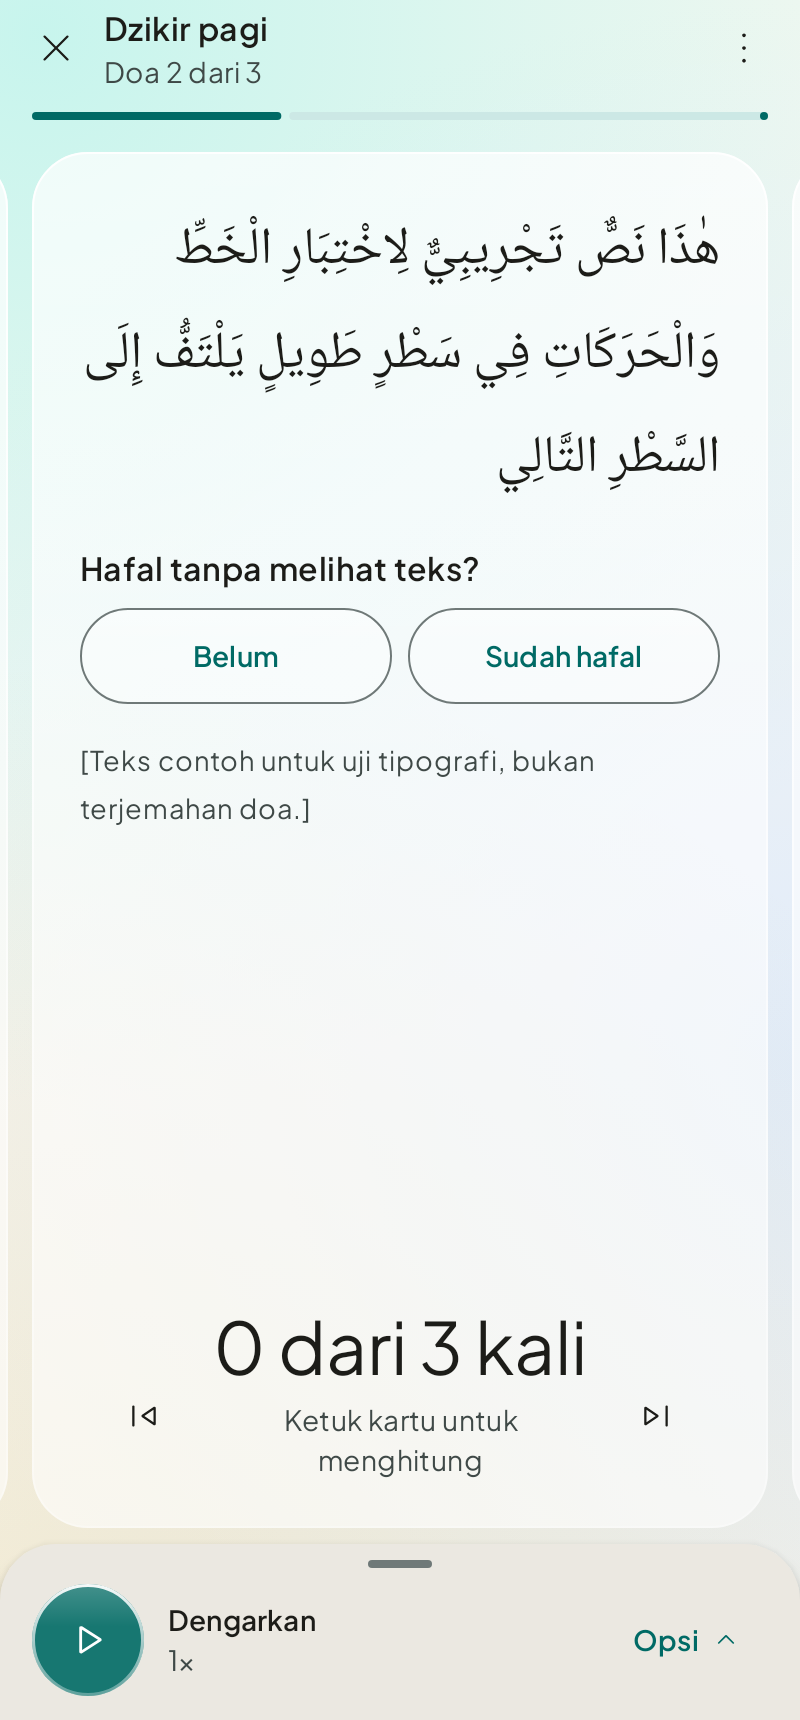 Dzikir pagi
Doa 2 dari 3
هٰذَا نَصٌّ تَجْرِيبِيٌّ لِاخْتِبَارِ الْخَطِّ
وَالْحَرَكَاتِ فِي سَطْرٍ طَوِيلٍ يَلْتَفُّ إِلَى
السَّطْرِ التَّالِي
Hafal tanpa melihat teks?
Belum
Sudah hafal
[Teks contoh untuk uji tipografi, bukan
terjemahan doa.]
0 dari 3 kali
Ketuk kartu untuk
menghitung
Dengarkan
1×
Opsi